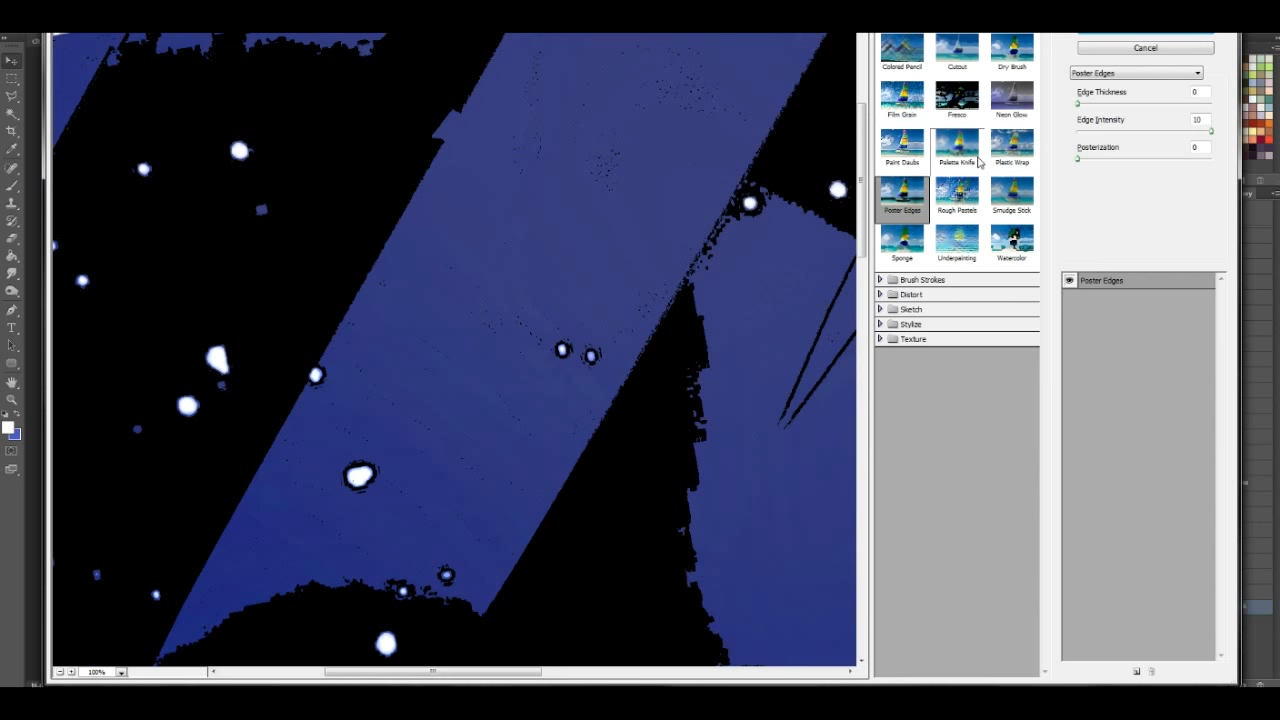 Cancel
Colored Pencil
Cutout
Dry Brush
Poster Edges
Edge Thickness
0
Film Grain
Fresco
Neon Glow
Edge Intensity
10
Posterization
0
Paint Daubs
Palette Knife
Plastic Wrap
Poster Edges
Rough Pastels
Smudge Stick
Sponge
Underpainting
Watercolor
Brush Strokes
Poster Edges
Distort
Sketch
Stylize
Texture
100%